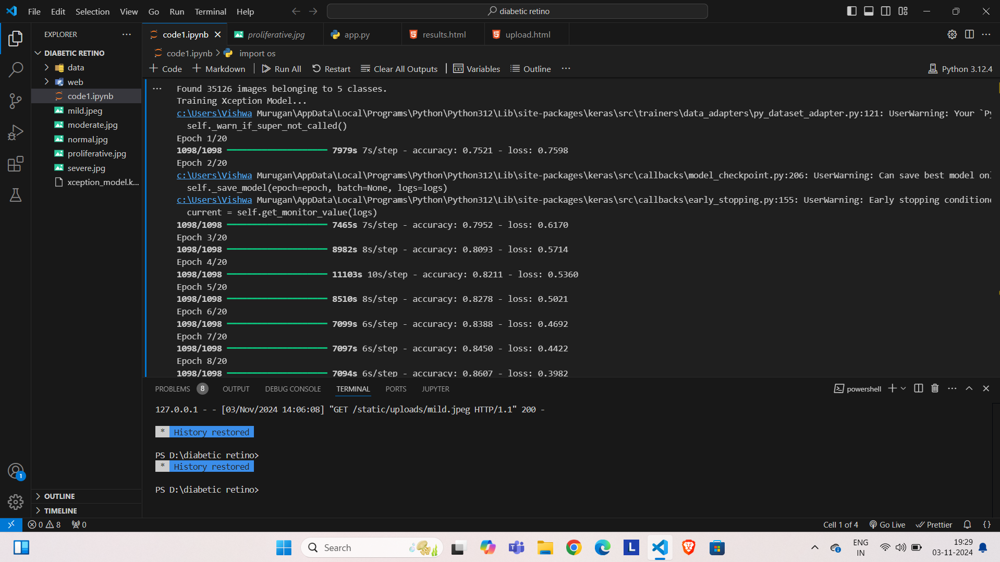 File Edit Selection View Go Run Terminal Help
diabetic retino
EXPLORER
code1.ipynb
proliferative.jpg
app.py
results.html
upload.html
DIABETIC RETINO
data
web
code1.ipynb
mild.jpeg
moderate.jpg
normal.jpg
proliferative.jpg
severe.jpg
xception_model.k...
OUTLINE
TIMELINE
code1.ipynb > import os
+ Code + Markdown | Run All Restart Clear All Outputs | Variables Outline ...
Python 3.12.4
Found 35126 images belonging to 5 classes.
Training Xception Model...
c:\Users\Vishwa Murugan\AppData\Local\Programs\Python\Python312\Lib\site-packages\keras\src\trainers\data_adapters\py_dataset_adapter.py:121: UserWarning: Your `Py
self._warn_if_super_not_called()
Epoch 1/20
1098/1098 ━━━━━━━━━━━━━━━━━━━━ 7979s 7s/step - accuracy: 0.7521 - loss: 0.7598
Epoch 2/20
c:\Users\Vishwa Murugan\AppData\Local\Programs\Python\Python312\Lib\site-packages\keras\src\callbacks\model_checkpoint.py:206: UserWarning: Can save best model on
self._save_model(epoch=epoch, batch=None, logs=logs)
c:\Users\Vishwa Murugan\AppData\Local\Programs\Python\Python312\Lib\site-packages\keras\src\callbacks\early_stopping.py:155: UserWarning: Early stopping condition
current = self.get_monitor_value(logs)
1098/1098 ━━━━━━━━━━━━━━━━━━━━ 7465s 7s/step - accuracy: 0.7952 - loss: 0.6170
Epoch 3/20
1098/1098 ━━━━━━━━━━━━━━━━━━━━ 8982s 8s/step - accuracy: 0.8093 - loss: 0.5714
Epoch 4/20
1098/1098 ━━━━━━━━━━━━━━━━━━━━ 11103s 10s/step - accuracy: 0.8211 - loss: 0.5360
Epoch 5/20
1098/1098 ━━━━━━━━━━━━━━━━━━━━ 8510s 8s/step - accuracy: 0.8278 - loss: 0.5021
Epoch 6/20
1098/1098 ━━━━━━━━━━━━━━━━━━━━ 7099s 6s/step - accuracy: 0.8388 - loss: 0.4692
Epoch 7/20
1098/1098 ━━━━━━━━━━━━━━━━━━━━ 7097s 6s/step - accuracy: 0.8450 - loss: 0.4422
Epoch 8/20
1098/1098 ━━━━━━━━━━━━━━━━━━━━ 7094s 6s/step - accuracy: 0.8607 - loss: 0.3982
PROBLEMS 8 OUTPUT DEBUG CONSOLE TERMINAL PORTS JUPYTER
powershell
127.0.0.1 - - [03/Nov/2024 14:06:08] "GET /static/uploads/mild.jpeg HTTP/1.1" 200 -
* History restored
PS D:\diabetic retino>
* History restored
PS D:\diabetic retino>
0 8 0
Cell 1 of 4 Go Live Prettier {}
1
Search
L
ENG
IN
19:29
03-11-2024